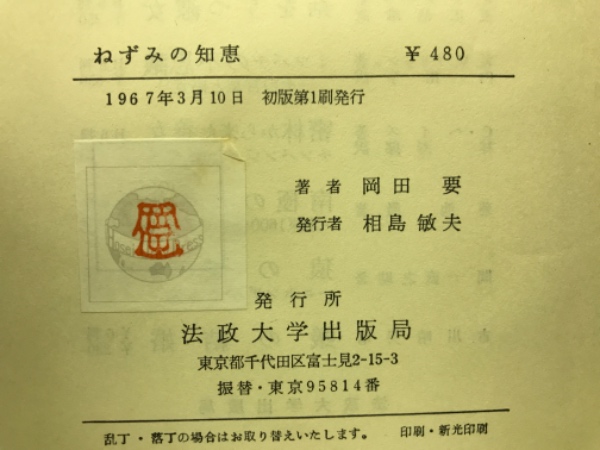 ねずみの知恵 ¥480
1967年3月10日 初版第1刷発行
著者 岡田 要
発行者 相島敏夫
岡
発行所
法政大学出版局
東京都千代田区富士見2-15-3
振替・東京95814番
乱丁・落丁の場合はお取り替えいたします。 印刷・新光印刷